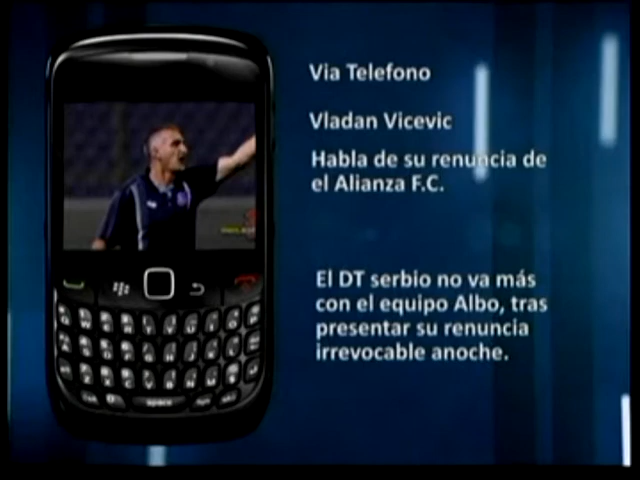 Via Telefono
Vladan Vicevic
Habla de su renuncia de
el Alianza F.C.
El DT serbio no va más
con el equipo Albo, tras
presentar su renuncia
irrevocable anoche.